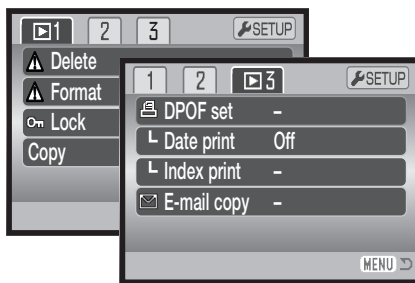 1 2 3 SETUP
Delete
Format
Lock
Copy
1 2 3 SETUP
DPOF set –
Date print Off
Index print –
E-mail copy –
MENU